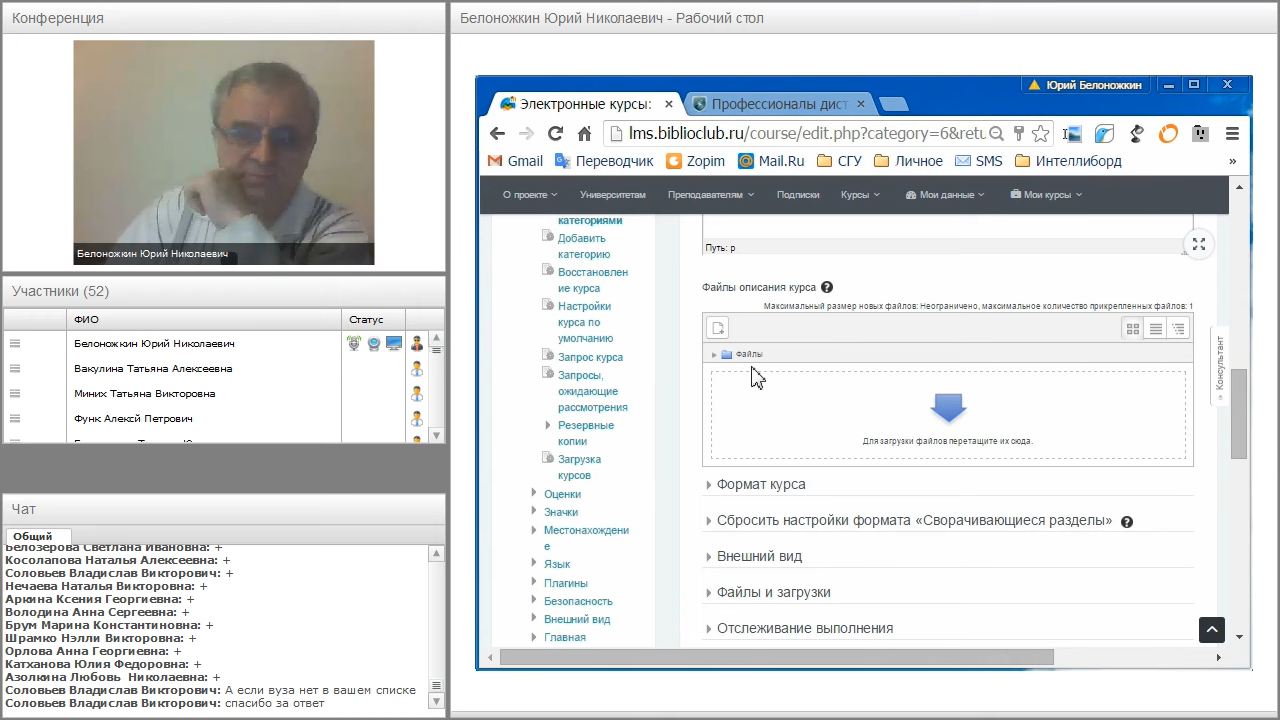 Конференция
Белоножкин Юрий Николаевич
Участники (52)
ФИО
Статус
Белоножкин Юрий Николаевич
Вакулина Татьяна Алексеевна
Миних Татьяна Викторовна
Функ Алексй Петрович
Чат
Общий
Белозерова Светлана Ивановна: +
Косолапова Наталья Алексеевна: +
Соловьев Владислав Викторович: +
Нечаева Наталья Викторовна: +
Аркина Ксения Георгиевна: +
Володина Анна Сергеевна: +
Брум Марина Константиновна: +
Шрамко Нэлли Викторовна: +
Орлова Анна Георгиевна: +
Катханова Юлия Федоровна: +
Азолкина Любовь Николаевна: +
Соловьев Владислав Викторович: А если вуза нет в вашем списке
Соловьев Владислав Викторович: спасибо за ответ
Белоножкин Юрий Николаевич - Рабочий стол
Юрий Белоножкин
Электронные курсы:
Профессионалы дист
lms.biblioclub.ru/course/edit.php?category=6&retu
Gmail
Переводчик
Zopim
Mail.Ru
СГУ
Личное
SMS
Интеллиборд
»
О проекте
Университетам
Преподавателям
Подписки
Курсы
Мои данные
Мои курсы
категориями
Добавить
категорию
Восстановлен
ие курса
Настройки
курса по
умолчанию
Запрос курса
Запросы,
ожидающие
рассмотрения
Резервные
копии
Загрузка
курсов
Оценки
Значки
Местонахождени
е
Язык
Плагины
Безопасность
Внешний вид
Главная
Путь: p
Файлы описания курса
Максимальный размер новых файлов: Неограничено, максимальное количество прикрепленных файлов: 1
Файлы
Для загрузки файлов перетащите их сюда.
Формат курса
Сбросить настройки формата «Сворачивающиеся разделы»
Внешний вид
Файлы и загрузки
Отслеживание выполнения
Консультант